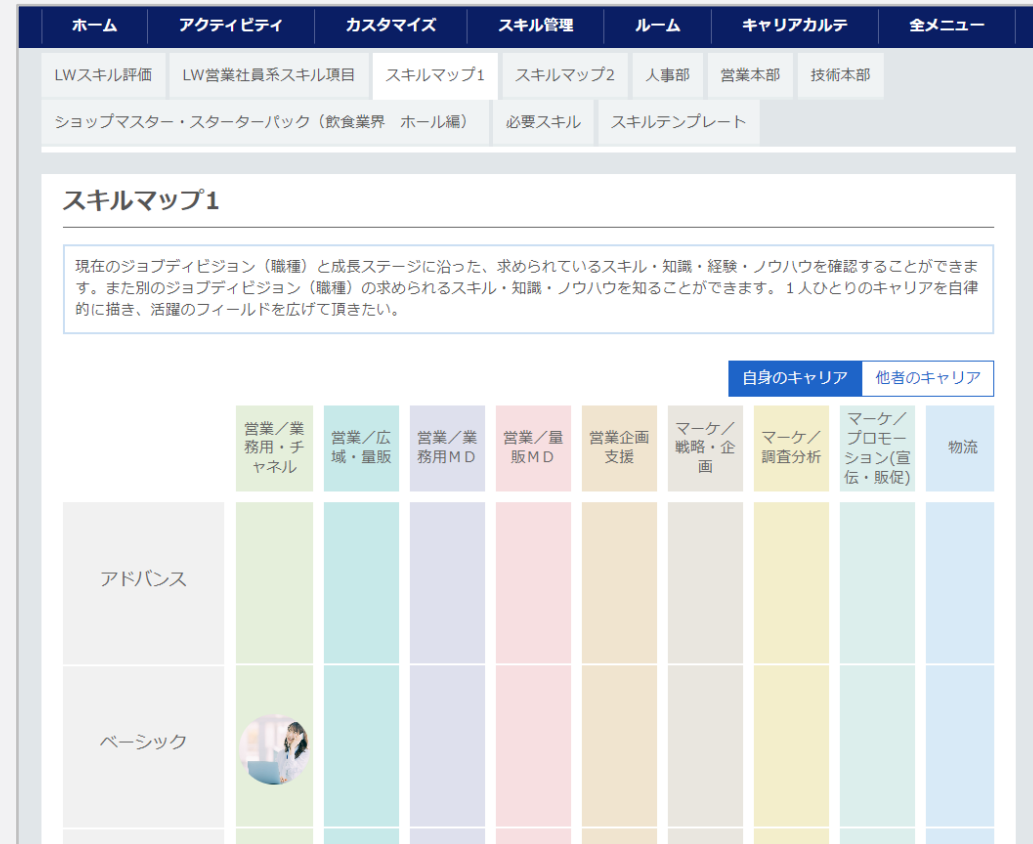 ホーム アクティビティ カスタマイズ スキル管理 ルーム キャリアカルテ 全メニュー
LWスキル評価 LW営業社員系スキル項目 スキルマップ1 スキルマップ2 人事部 営業本部 技術本部
ショップマスター・スターターパック（飲食業界　ホール編） 必要スキル スキルテンプレート
スキルマップ1
現在のジョブディビジョン（職種）と成長ステージに沿った、求められているスキル・知識・経験・ノウハウを確認することができま
す。また別のジョブディビジョン（職種）の求められるスキル・知識・ノウハウを知ることができます。１人ひとりのキャリアを自律
的に描き、活躍のフィールドを広げて頂きたい。
自身のキャリア 他者のキャリア
営業／業
務用・チ
ャネル
営業／広
域・量販
営業／業
務用ＭＤ
営業／量
販ＭＤ
営業企画
支援
マーケ／
戦略・企
画
マーケ／
調査分析
マーケ／
プロモー
ション(宣
伝・販促)
物流
アドバンス
ベーシック